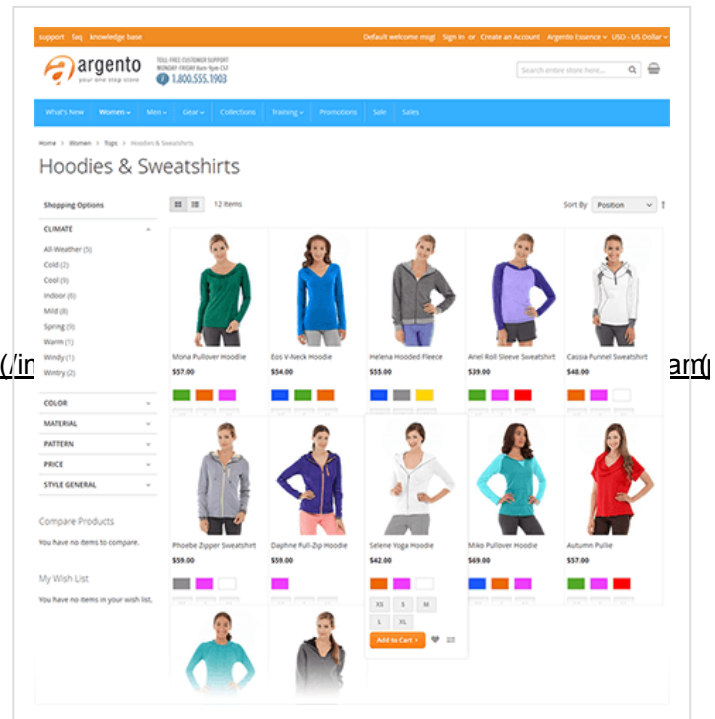 support faq knowledge base Default welcome msg! Sign In or Create an Account Argento Essence USD - US Dollar
argento
your one stop store
TOLL-FREE CUSTOMER SUPPORT
MONDAY-FRIDAY 8am-9pm CST
1.800.555.1903
Search entire store here...
What's New Women Men Gear Collections Training Promotions Sale Sales
Home > Women > Tops > Hoodies & Sweatshirts
Hoodies & Sweatshirts
Shopping Options
12 Items
Sort By Position
CLIMATE
All-Weather (5)
Cold (2)
Cool (9)
Indoor (8)
Mild (8)
Spring (9)
Warm (1)
Windy (1)
Wintry (2)
COLOR
MATERIAL
PATTERN
PRICE
STYLE GENERAL
Compare Products
You have no items to compare.
My Wish List
You have no items in your wish list.
Mona Pullover Hoodlie Eos V-Neck Hoodie Helena Hooded Fleece Ariel Roll Sleeve Sweatshirt Cassia Funnel Sweatshirt
$57.00 $54.00 $55.00 $39.00 $48.00
Phoebe Zipper Sweatshirt Daphne Full-Zip Hoodie Selene Yoga Hoodie Miko Pullover Hoodie Autumn Pullie
$59.00 $59.00 $42.00 $69.00 $57.00
XS S M
L XL
Add to Cart >
(/in
am(p